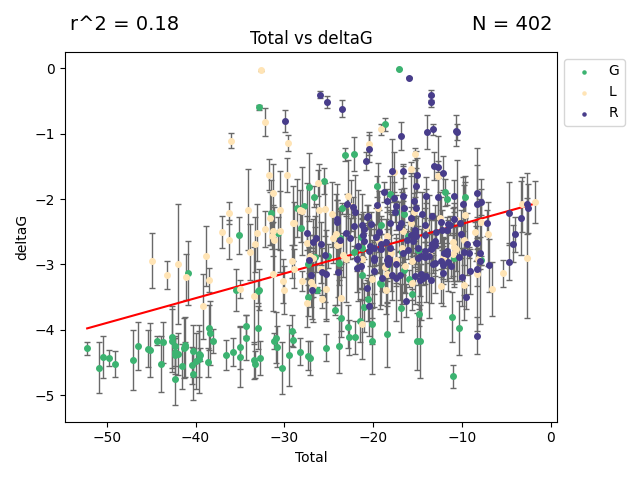 r^2 = 0.18 N = 402
Total vs deltaG
G
L
R
0
−1
−2
−3
−4
−5
deltaG
−50 −40 −30 −20 −10 0
Total